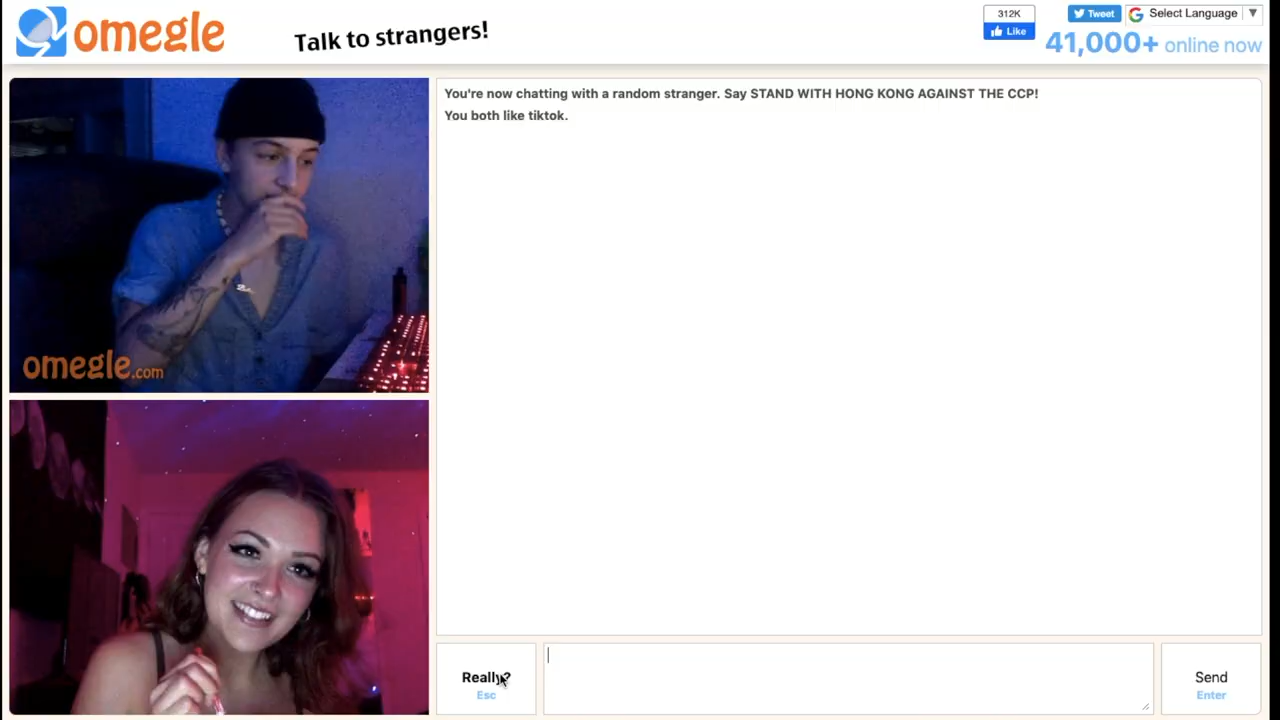 omegle
Talk to strangers!
312K
Like
Tweet
Select Language
41,000+ online now
You're now chatting with a random stranger. Say STAND WITH HONG KONG AGAINST THE CCP!
You both like tiktok.
omegle.com
Really?
Esc
Send
Enter